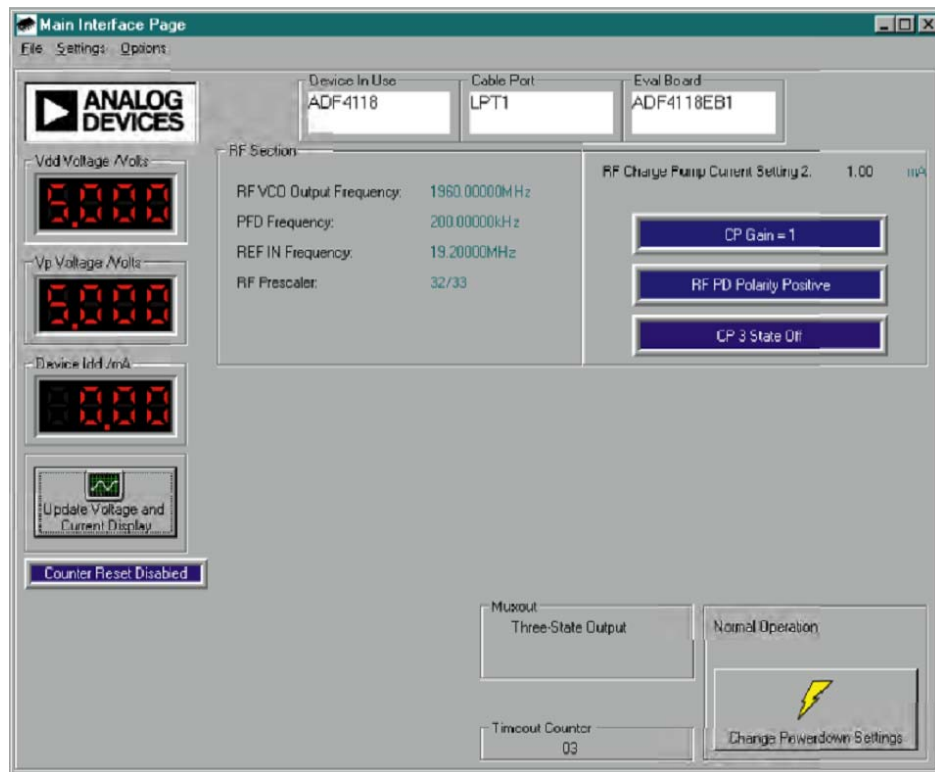 Main Interface Page
File Settings Options
ANALOG
DEVICES
Device In Use
ADF4118
Cable Port
LPT1
Eval Board
ADF4118EB1
Vdd Voltage /Volts
5.000
Vp Voltage /Volts
5.000
Device Idd /mA
0.00
Update Voltage and
Current Display
Counter Reset Disabled
RF Section
RF VCO Output Frequency: 1960.00000MHz
PFD Frequency: 200.00000kHz
REF IN Frequency: 19.20000MHz
RF Prescaler: 32/33
RF Charge Pump Current Setting 2. 1.00 mA
CP Gain = 1
RF PD Polarity Positive
CP 3 State Off
Muxout
Three-State Output
Timeout Counter
03
Normal Operation
Change Powerdown Settings